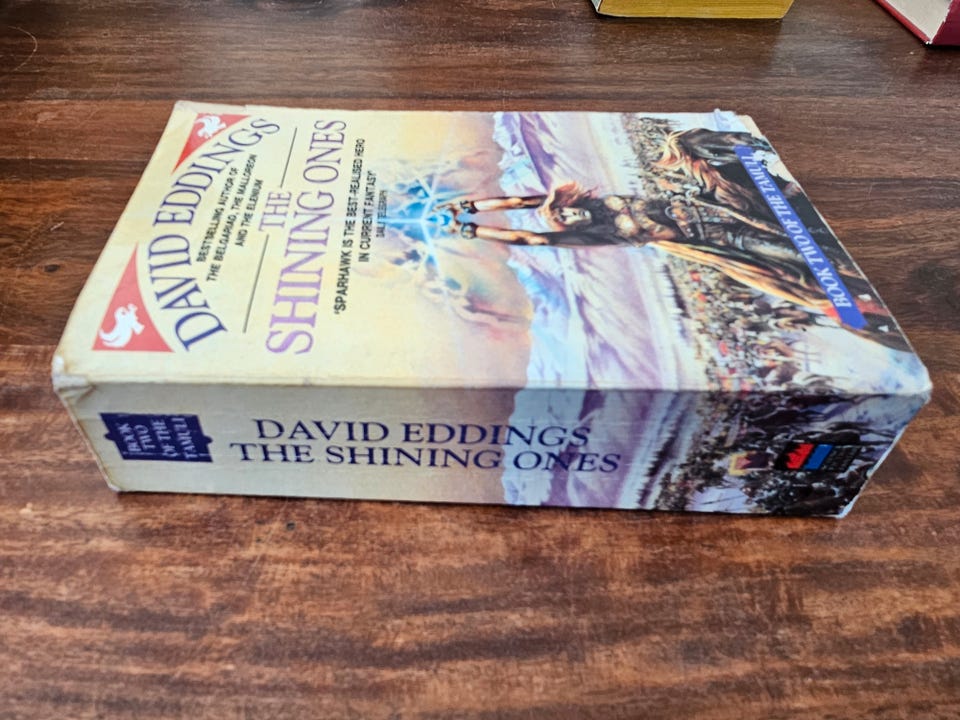 DAVID EDDINGS
BESTSELLING AUTHOR OF
THE BELGARIAD, THE MALLOREON
AND THE ELENIUM
THE
SHINING ONES
'SPARHAWK IS THE BEST-REALISED HERO
IN CURRENT FANTASY'
DAILY TELEGRAPH
BOOK TWO OF THE TAMULI
BOOK
TWO
OF THE
TAMULI
DAVID EDDINGS
THE SHINING ONES